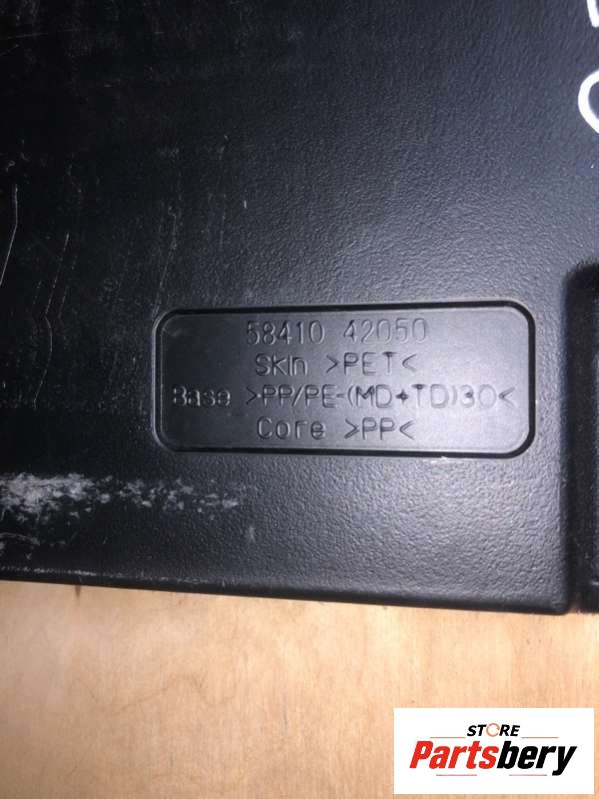 58410 42050
Skin >PET<
Base >PP/PE-(MD+TD)30<
Core >PP<
STORE
Partsbery